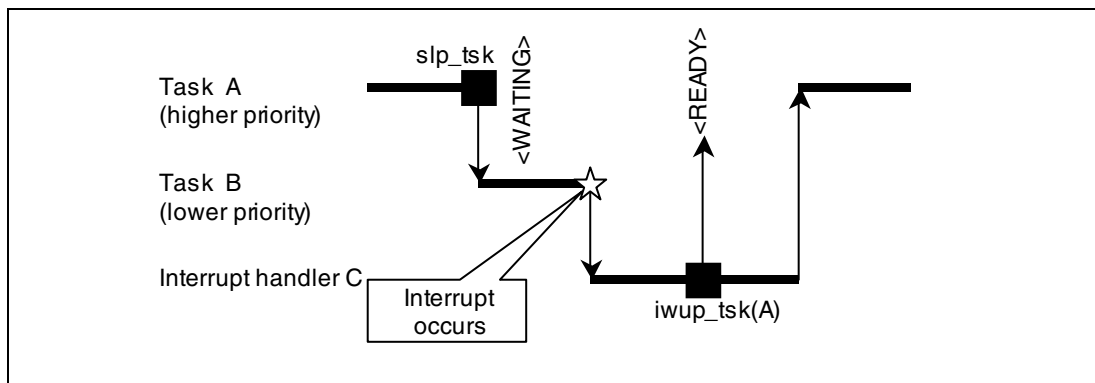 slp_tsk
<WAITING>
<READY>
Task A
(higher priority)
Task B
(lower priority)
Interrupt handler C
Interrupt
occurs
iwup_tsk(A)